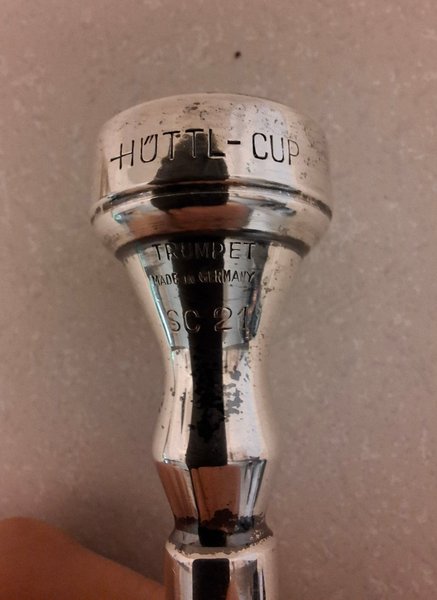 HÜTTL-CUP
TRUMPET
MADE IN GERMANY
SC 21